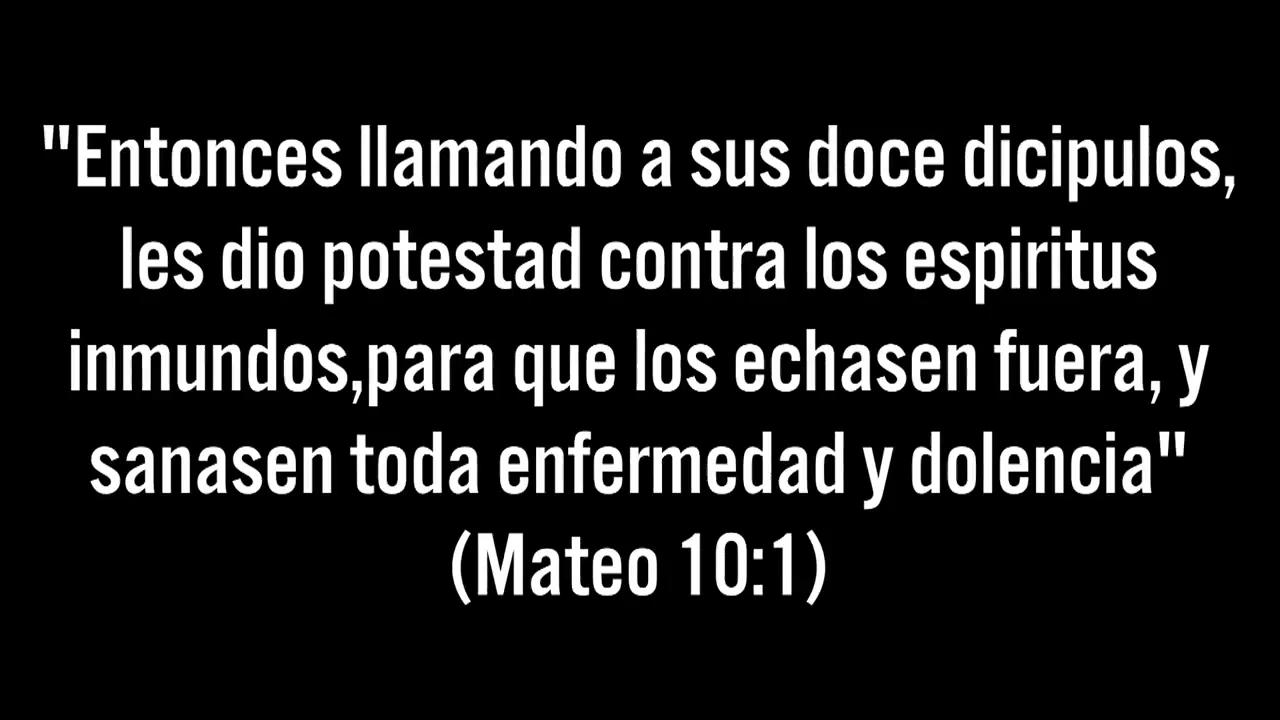 "Entonces llamando a sus doce dicipulos,
les dio potestad contra los espiritus
inmundos,para que los echasen fuera, y
sanasen toda enfermedad y dolencia"
(Mateo 10:1)